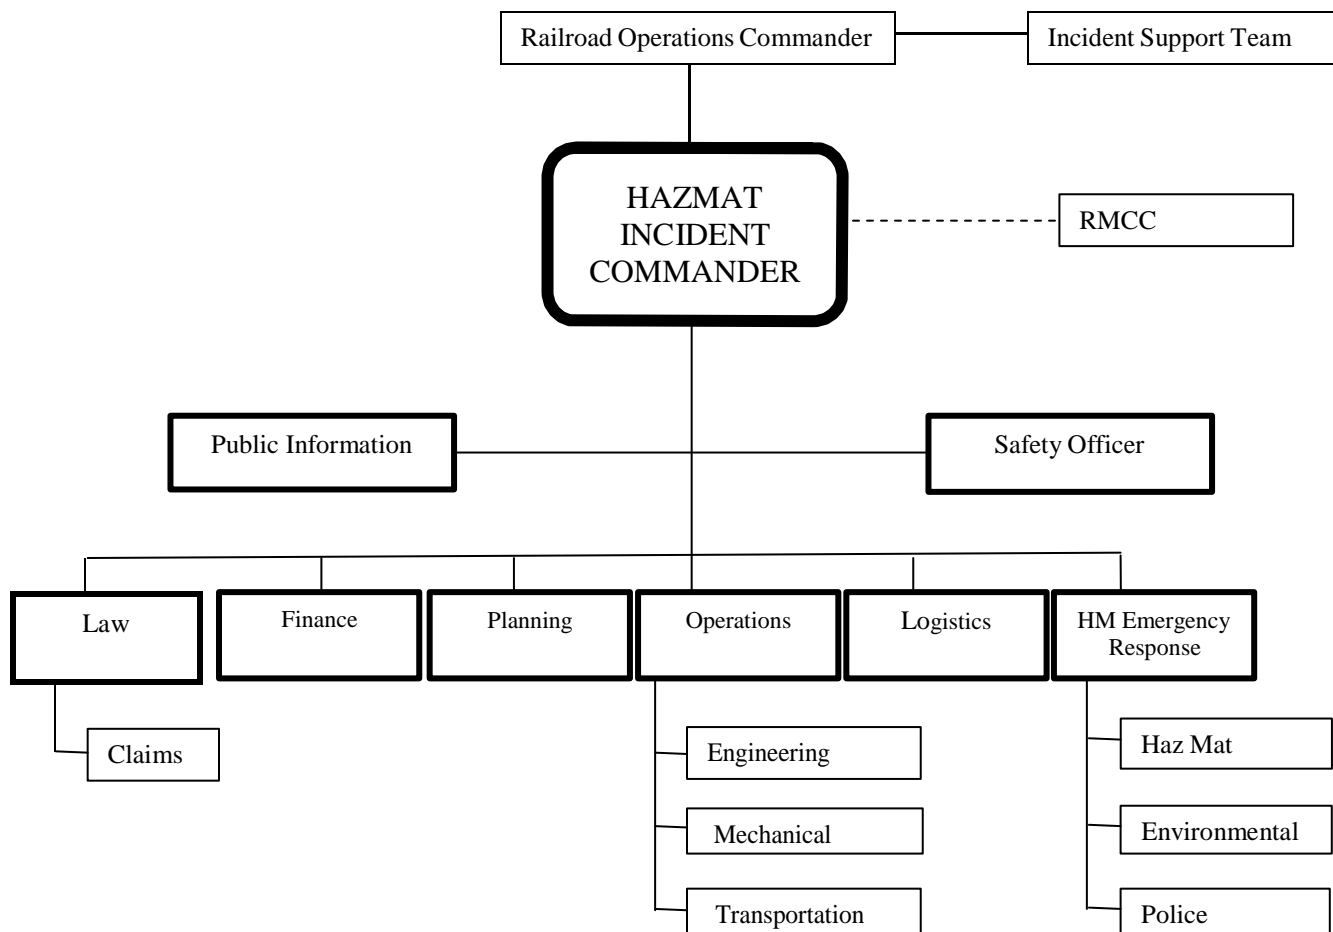 Railroad Operations Commander
Incident Support Team
HAZMAT
INCIDENT
COMMANDER
RMCC
Public Information
Safety Officer
Law
Finance
Planning
Operations
Logistics
HM Emergency
Response
Claims
Engineering
Haz Mat
Mechanical
Environmental
Transportation
Police